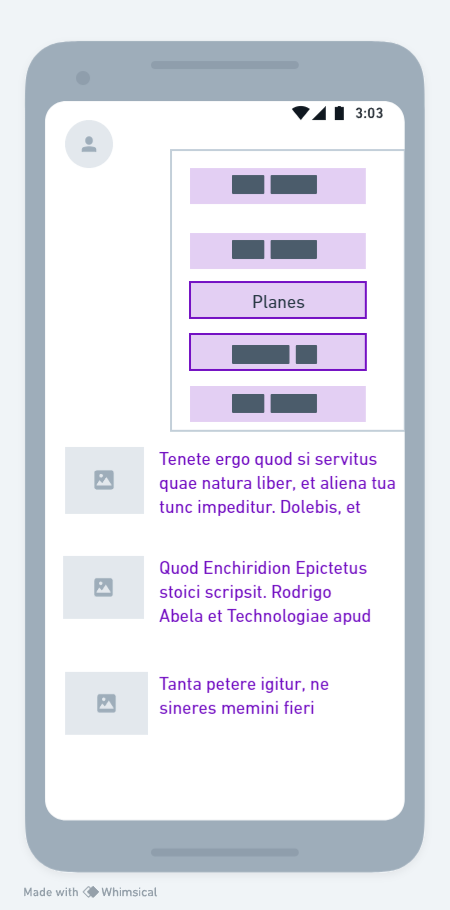 3:03
Planes
Tenete ergo quod si servitus
quae natura liber, et aliena tua
tunc impeditur. Dolebis, et
Quod Enchiridion Epictetus
stoici scripsit. Rodrigo
Abela et Technologiae apud
Tanta petere igitur, ne
sineres memini fieri
Made with Whimsical